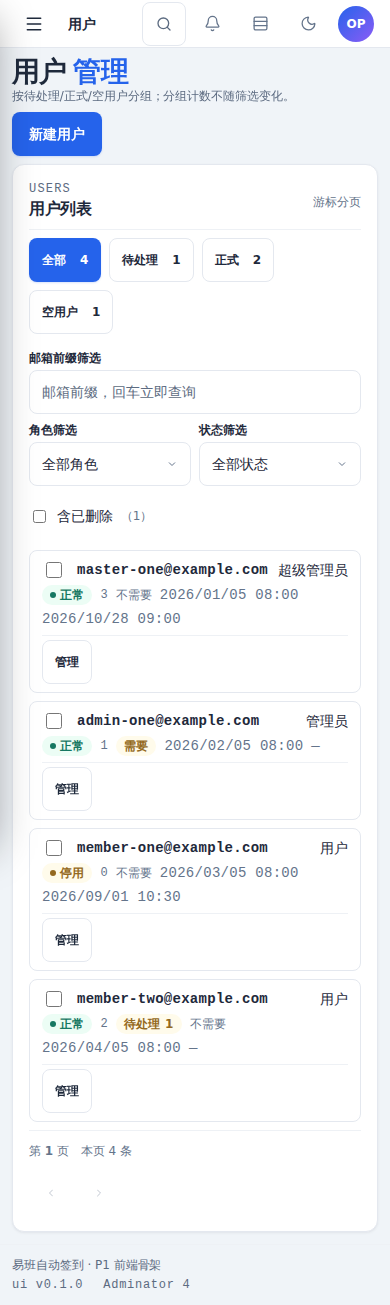 用户
OP
用户 管理
按待处理/正式/空用户分组；分组计数不随筛选变化。
新建用户
USERS
用户列表
游标分页
全部 4
待处理 1
正式 2
空用户 1
邮箱前缀筛选
邮箱前缀，回车立即查询
角色筛选
状态筛选
全部角色
全部状态
含已删除 （1）
master-one@example.com 超级管理员
正常 3 不需要 2026/01/05 08:00
2026/10/28 09:00
管理
admin-one@example.com 管理员
正常 1 需要 2026/02/05 08:00 —
管理
member-one@example.com 用户
停用 0 不需要 2026/03/05 08:00
2026/09/01 10:30
管理
member-two@example.com 用户
正常 2 待处理 1 不需要
2026/04/05 08:00 —
管理
第 1 页 本页 4 条
‹ ›
易班自动签到 · P1 前端骨架
ui v0.1.0 Adminator 4